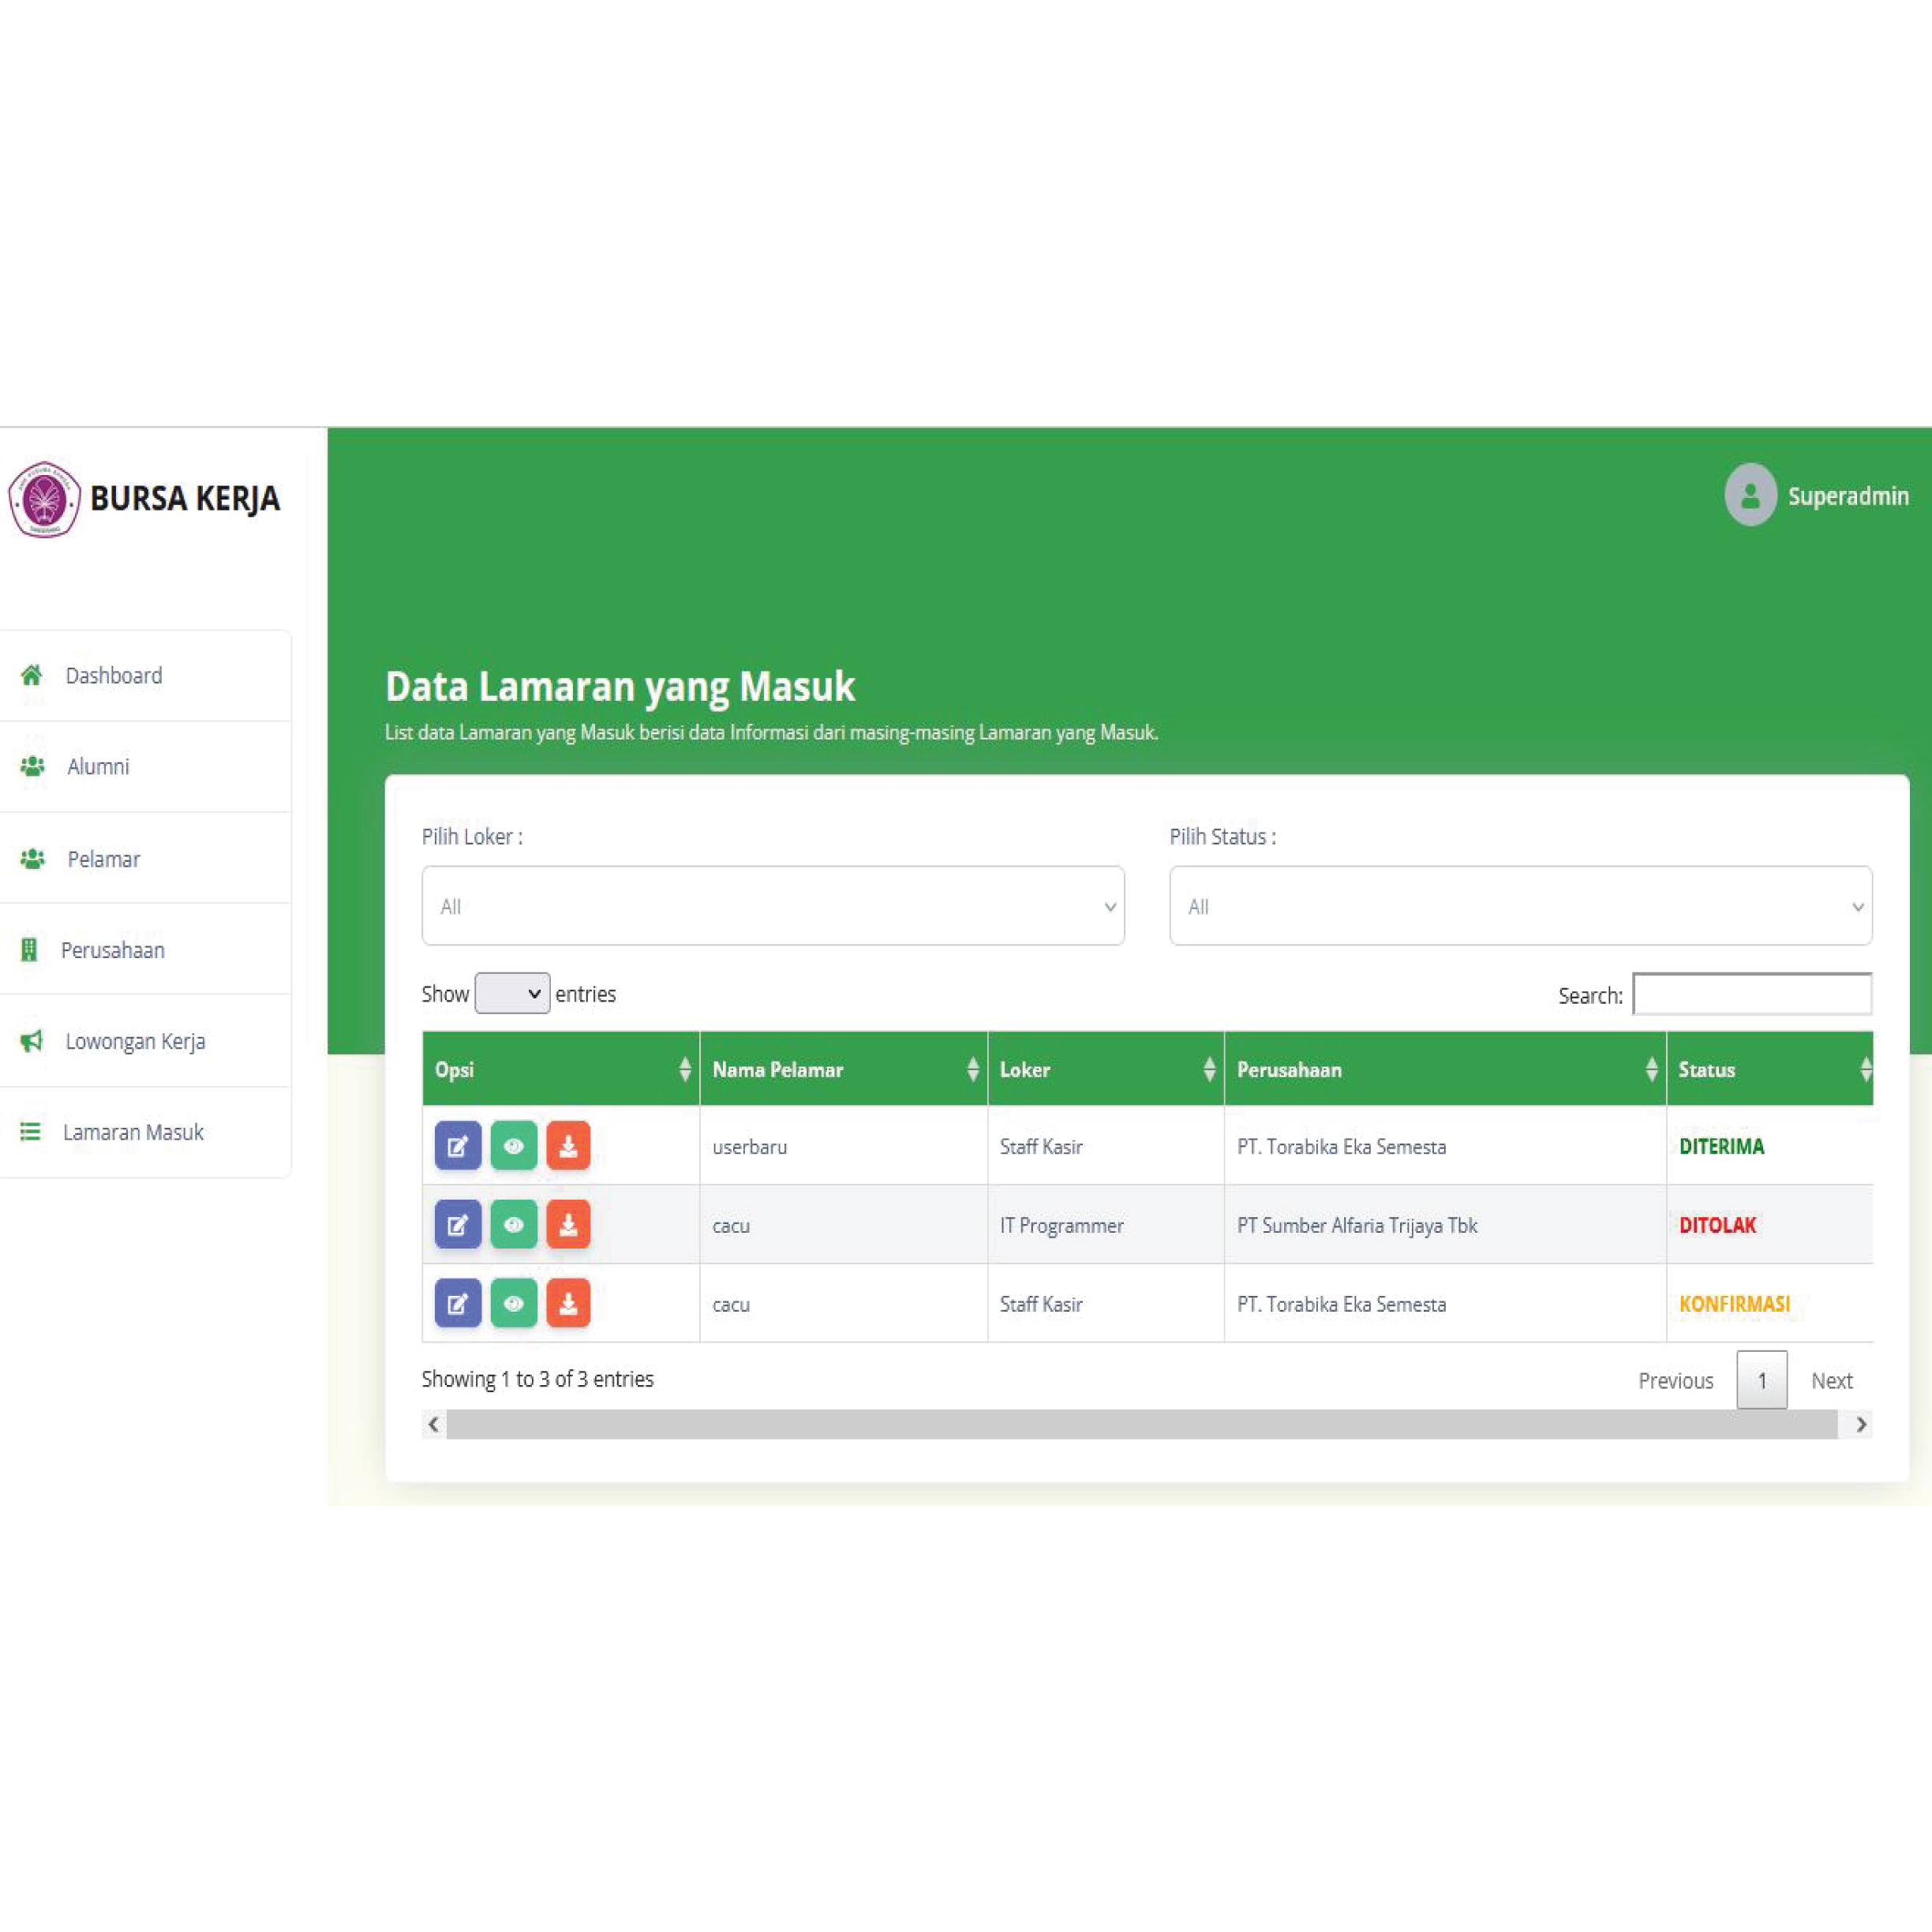 BURSA KERJA
Superadmin
Dashboard
Alumni
Pelamar
Perusahaan
Lowongan Kerja
Lamaran Masuk
Data Lamaran yang Masuk
List data Lamaran yang Masuk berisi data Informasi dari masing-masing Lamaran yang Masuk.
Pilih Loker : Pilih Status :
All All
Show entries Search:
Opsi Nama Pelamar Loker Perusahaan Status
userbaru Staff Kasir PT. Torabika Eka Semesta DITERIMA
cacu IT Programmer PT Sumber Alfaria Trijaya Tbk DITOLAK
cacu Staff Kasir PT. Torabika Eka Semesta KONFIRMASI
Showing 1 to 3 of 3 entries Previous 1 Next